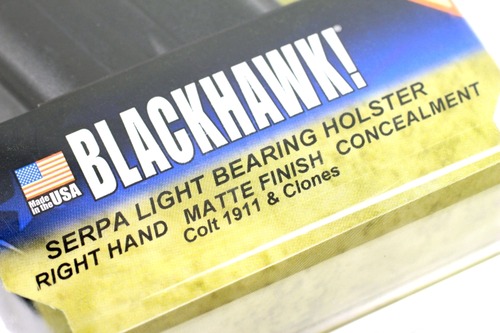 BLACKHAWK!
Made
in the USA
SERPA LIGHT BEARING HOLSTER
RIGHT HAND MATTE FINISH CONCEALMENT
Colt 1911 & Clones